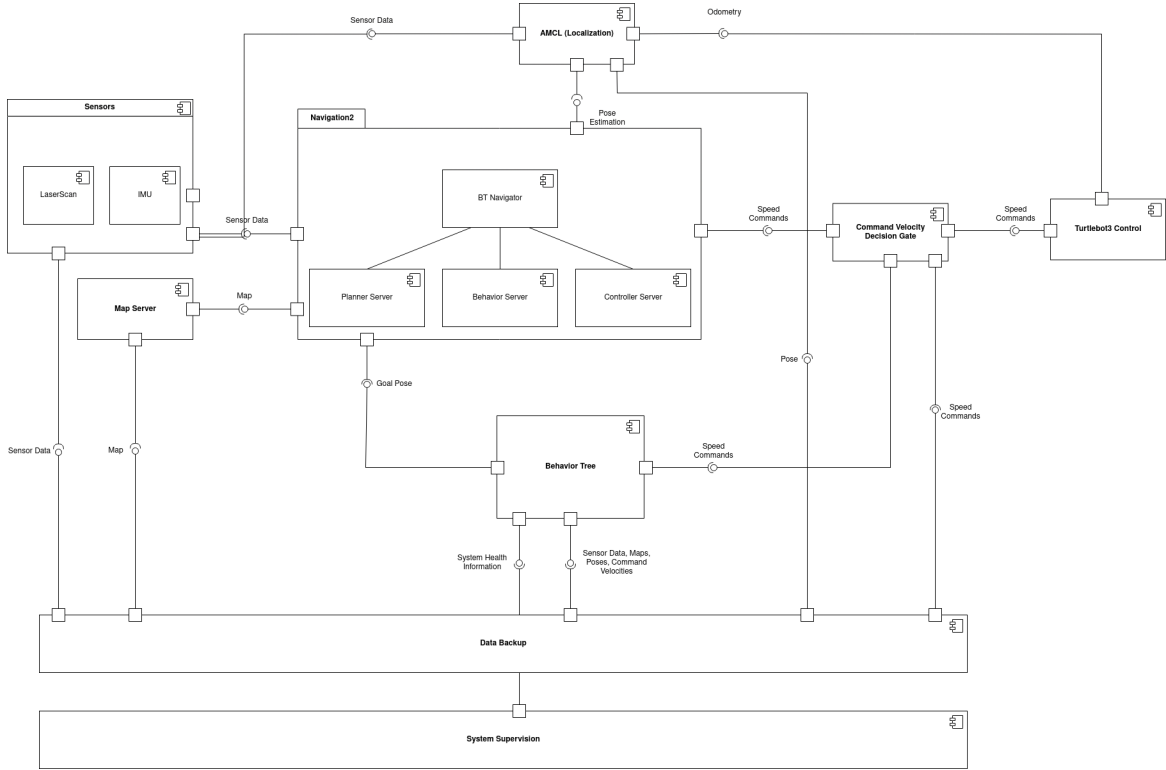 Sensor Data
AMCL (Localization)
Odometry
Sensors
Navigation2
Pose
Estimation
LaserScan
IMU
BT Navigator
Sensor Data
Speed
Commands
Command Velocity
Decision Gate
Speed
Commands
Turtlebot3 Control
Map Server
Map
Planner Server
Behavior Server
Controller Server
Pose
Goal Pose
Speed
Commands
Sensor Data
Map
Behavior Tree
Speed
Commands
System Health
Information
Sensor Data, Maps,
Poses, Command
Velocities
Data Backup
System Supervision